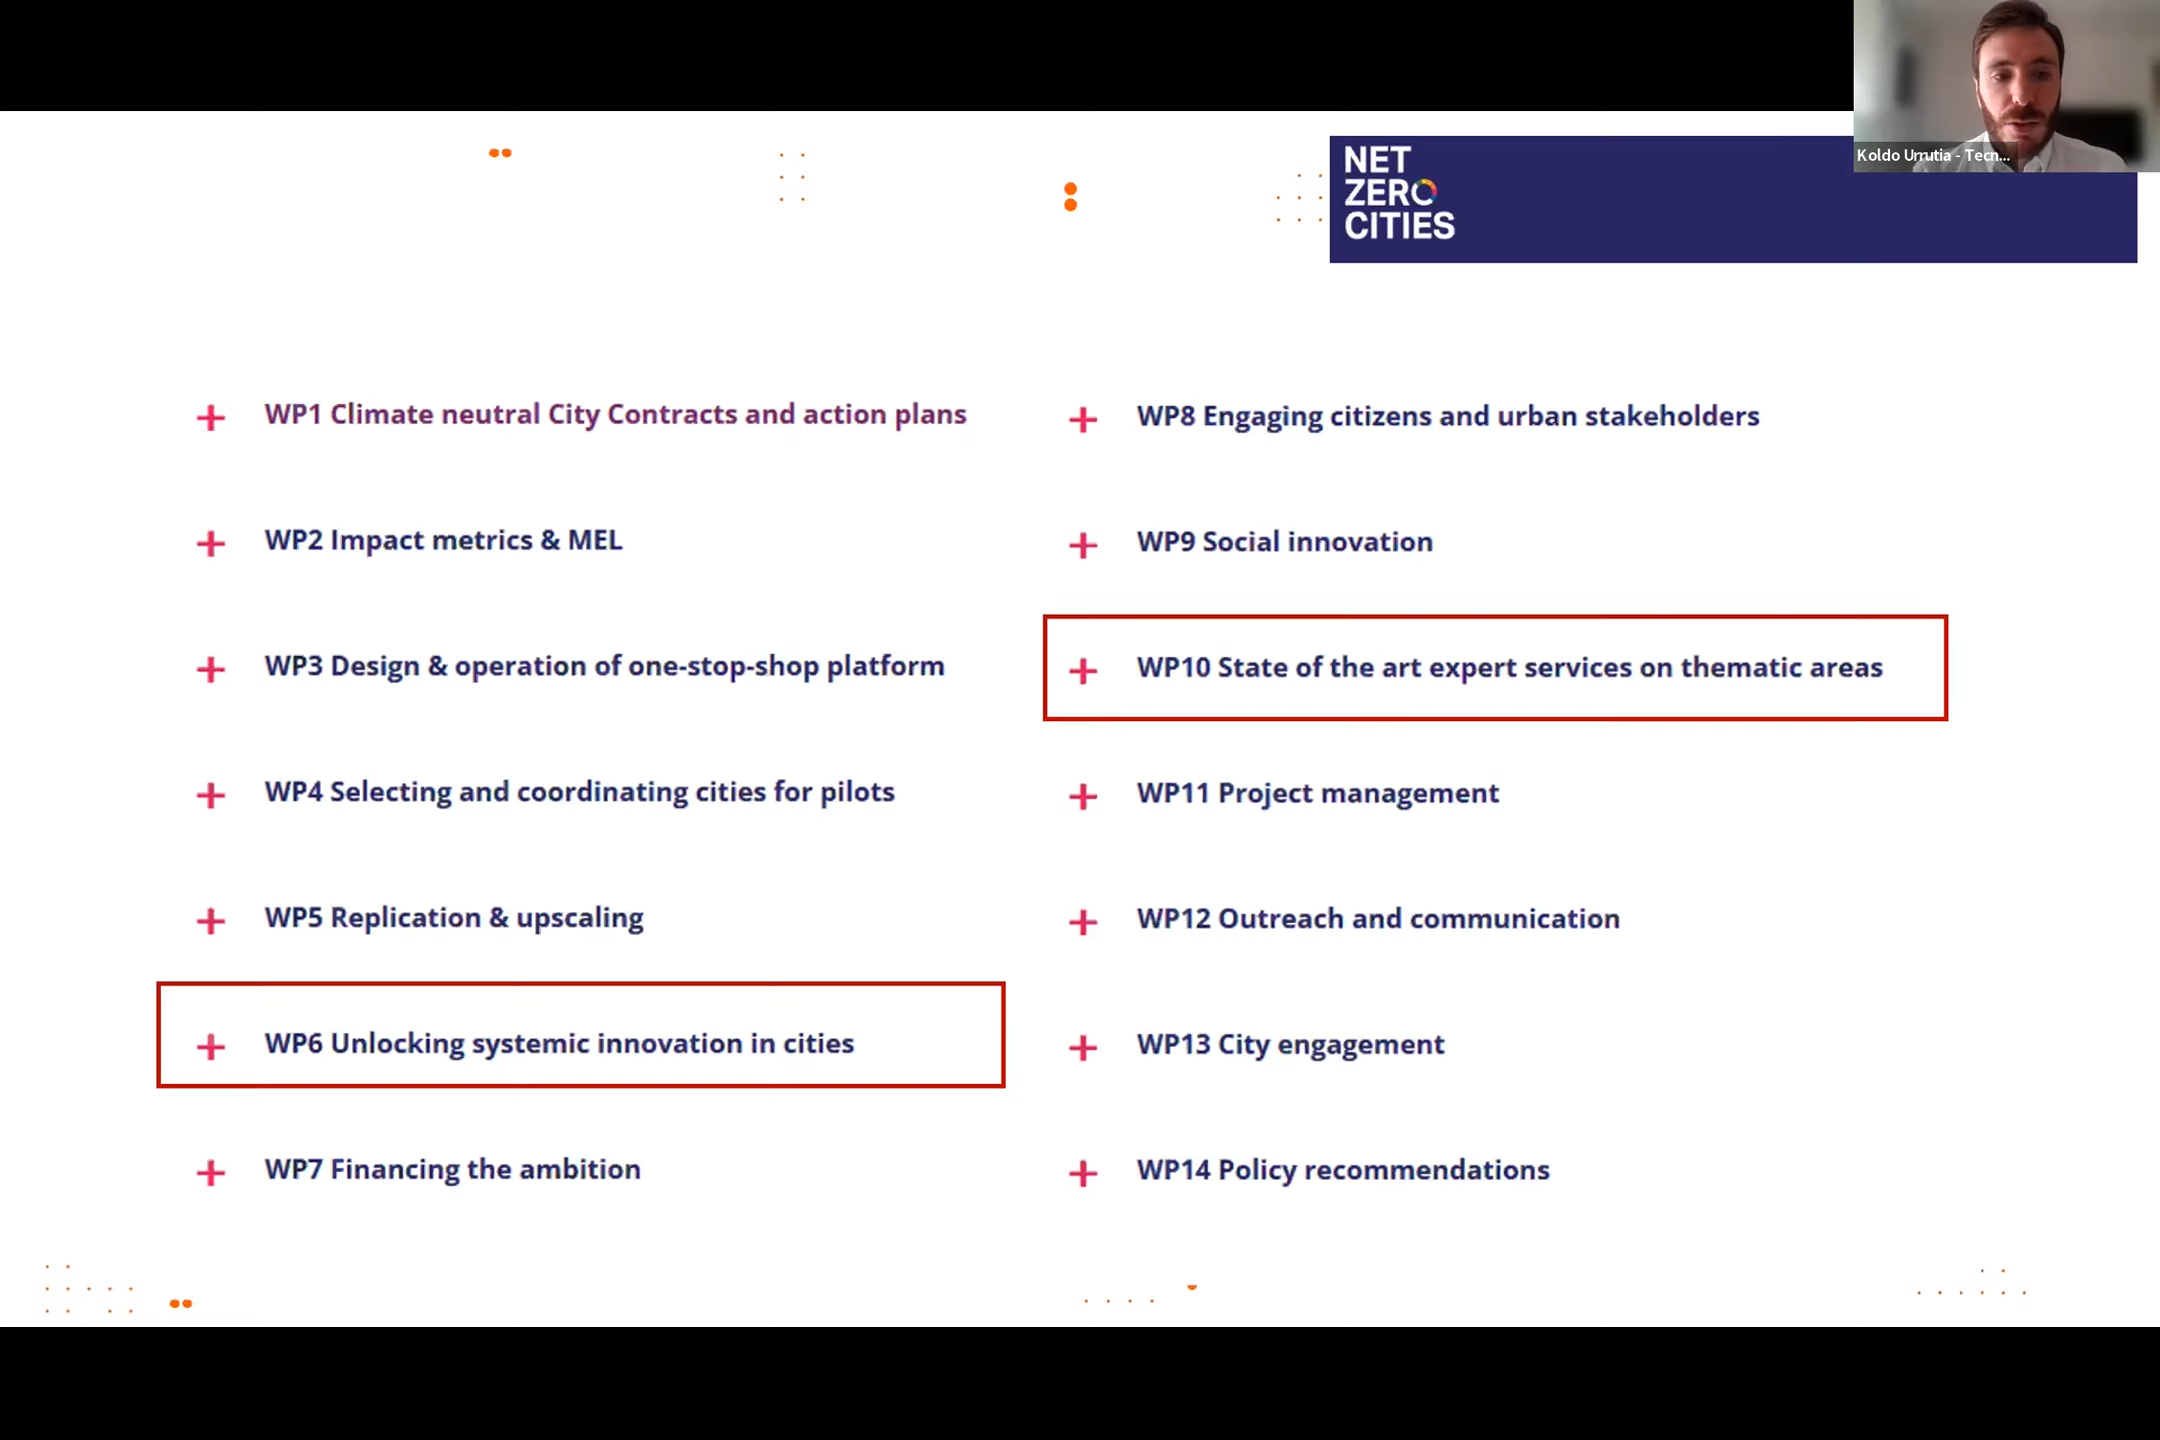 Koldo Urrutia - Tecn...
NET
ZERO
CITIES
WP1 Climate neutral City Contracts and action plans
WP2 Impact metrics & MEL
WP3 Design & operation of one-stop-shop platform
WP4 Selecting and coordinating cities for pilots
WP5 Replication & upscaling
WP6 Unlocking systemic innovation in cities
WP7 Financing the ambition
WP8 Engaging citizens and urban stakeholders
WP9 Social innovation
WP10 State of the art expert services on thematic areas
WP11 Project management
WP12 Outreach and communication
WP13 City engagement
WP14 Policy recommendations